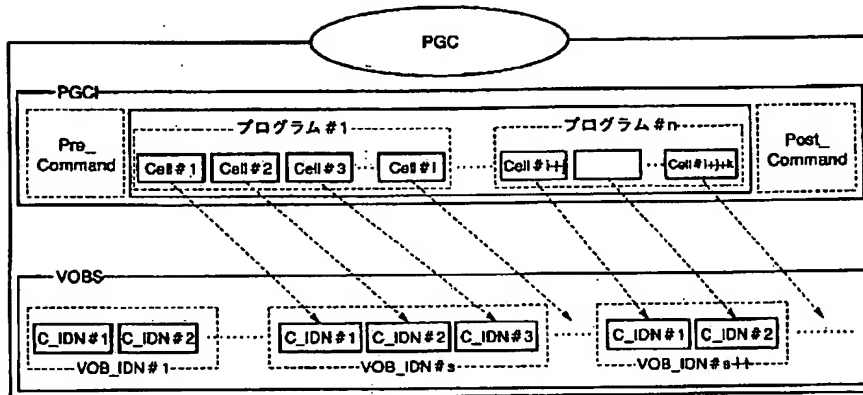 PGC
PGCI
Pre_
Command
プログラム#1
Cell#1 Cell#2 Cell#3 Cell#i
プログラム#n
Cell#i+j Cell#i+j+k
Post_
Command
VOBS
C_IDN#1 C_IDN#2
VOB_IDN#1
C_IDN#1 C_IDN#2 C_IDN#3
VOB_IDN#s
C_IDN#1 C_IDN#2
VOB_IDN#s+t